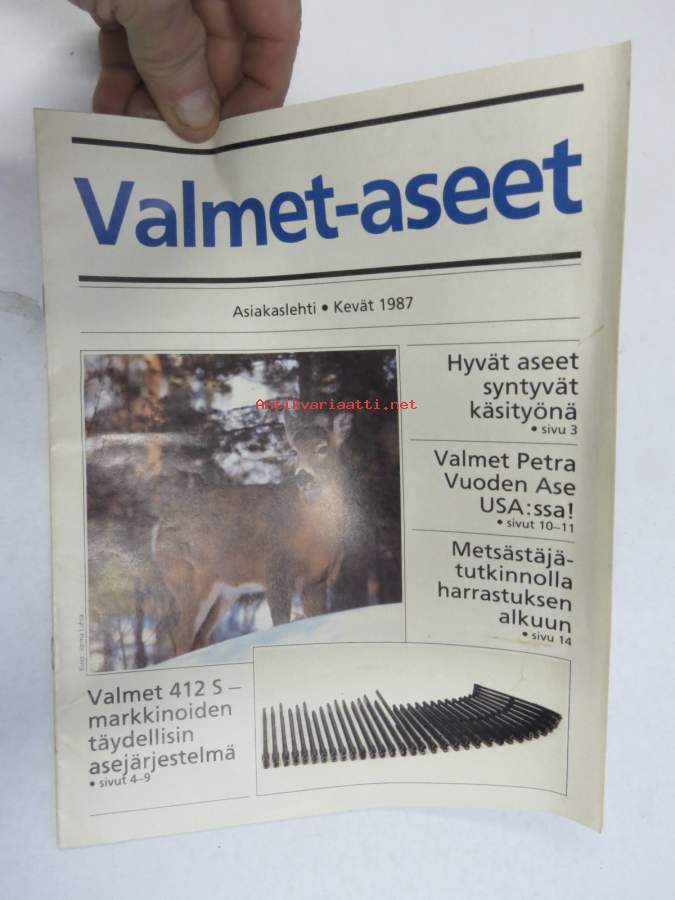 Valmet-aseet
Asiakaslehti • Kevät 1987
Hyvät aseet
syntyvät
käsityönä
• sivu 3
Valmet Petra
Vuoden Ase
USA:ssa!
• sivut 10–11
Metsästäjä-
tutkinnolla
harrastuksen
alkuun
• sivu 14
Antikvariaatti.net
Valmet 412 S –
markkinoiden
täydellisin
asejärjestelmä
• sivut 4–9